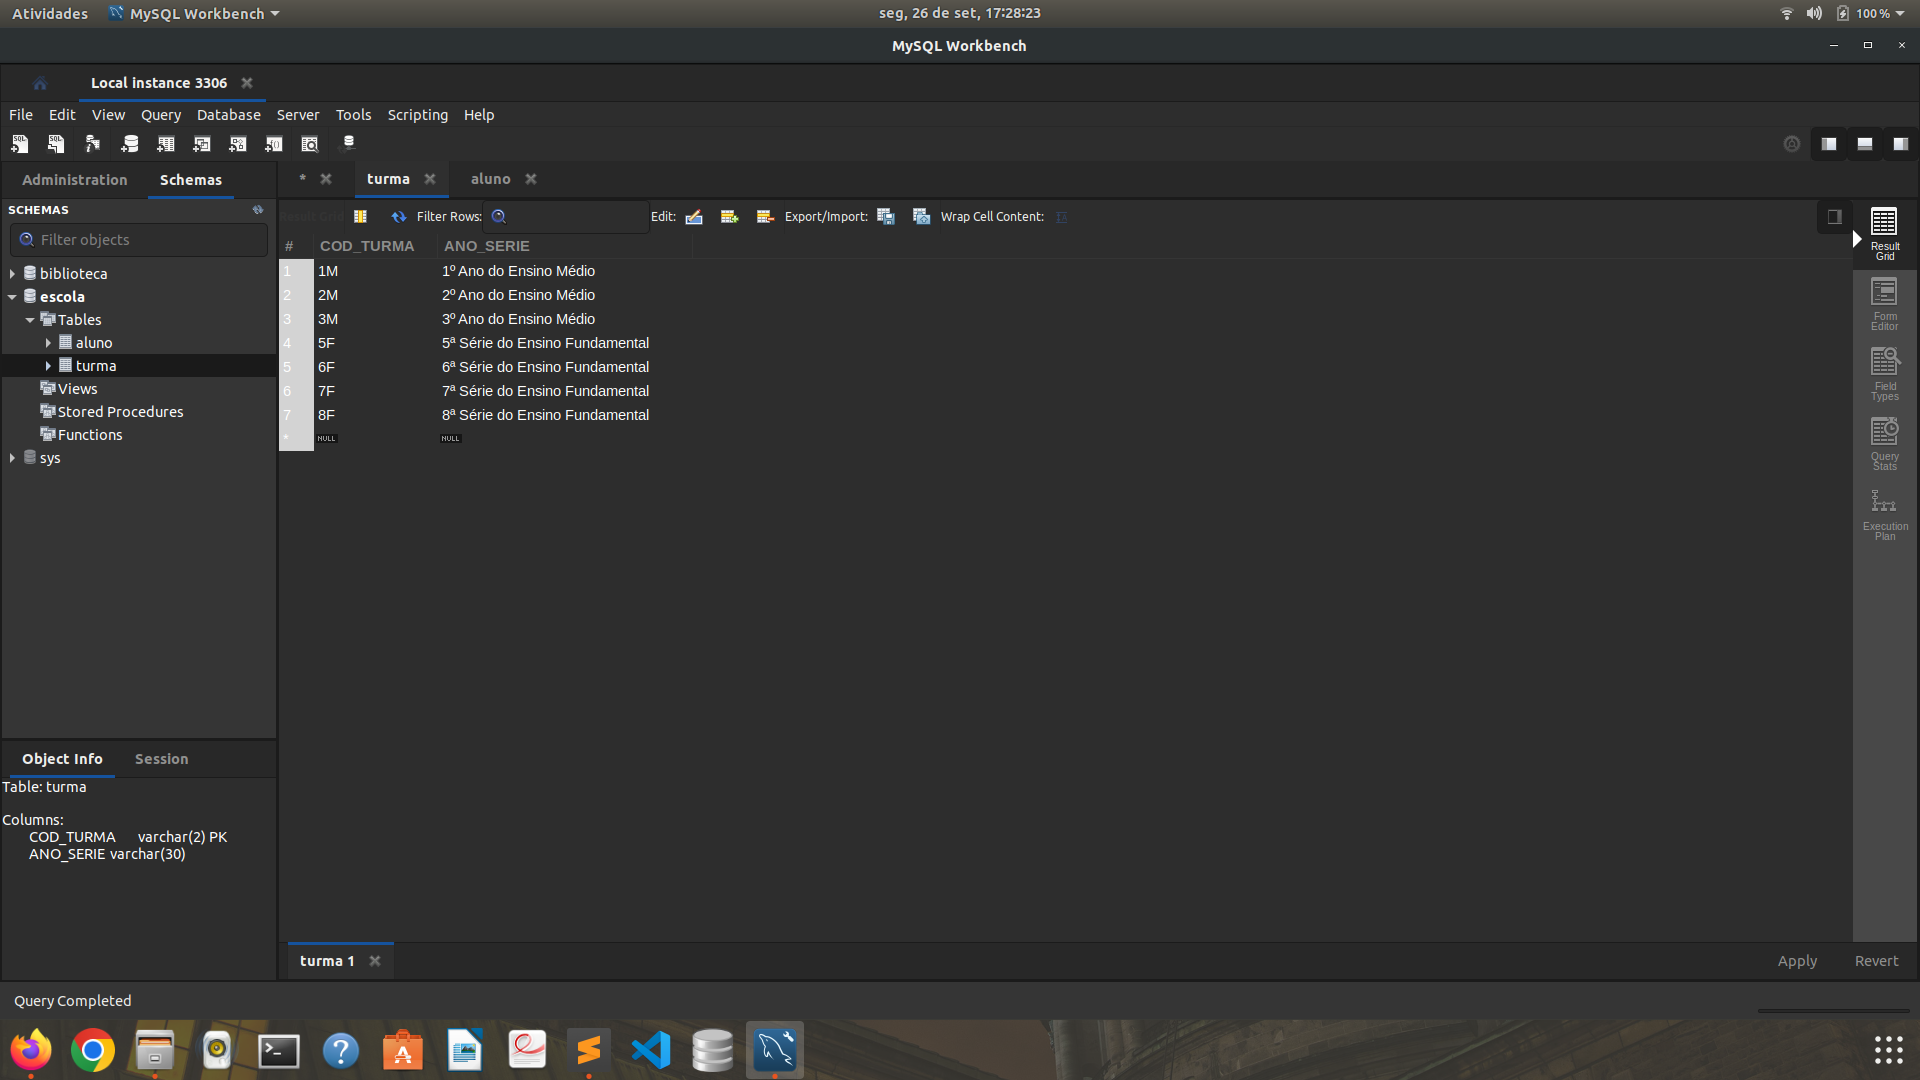 Atividades MySQL Workbench seg, 26 de set, 17:28:23 100 %
MySQL Workbench
Local instance 3306
File Edit View Query Database Server Tools Scripting Help
Administration Schemas * turma aluno
SCHEMAS
Filter objects
biblioteca
escola
Tables
aluno
turma
Views
Stored Procedures
Functions
sys
Result Grid Filter Rows: Edit: Export/Import: Wrap Cell Content:
# COD_TURMA ANO_SERIE
1 1M 1º Ano do Ensino Médio
2 2M 2º Ano do Ensino Médio
3 3M 3º Ano do Ensino Médio
4 5F 5ª Série do Ensino Fundamental
5 6F 6ª Série do Ensino Fundamental
6 7F 7ª Série do Ensino Fundamental
7 8F 8ª Série do Ensino Fundamental
* NULL NULL
Result
Grid
Form
Editor
Field
Types
Query
Stats
Execution
Plan
Object Info Session
Table: turma
Columns:
COD_TURMA varchar(2) PK
ANO_SERIE varchar(30)
turma 1 Apply Revert
Query Completed